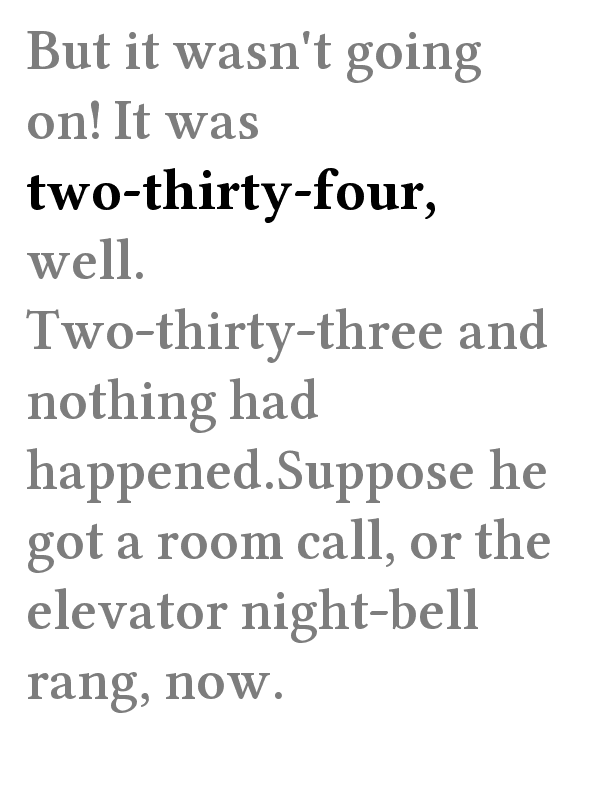 But it wasn't going
on! It was
two-thirty-four,
well.
Two-thirty-three and
nothing had
happened.Suppose he
got a room call, or the
elevator night-bell
rang, now.